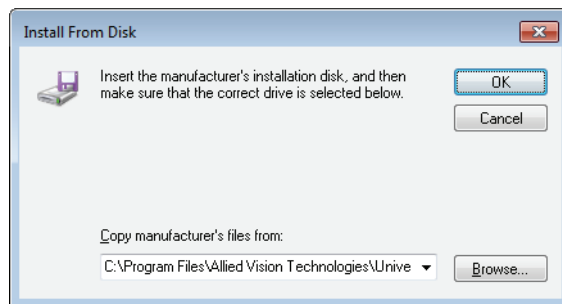 Install From Disk
Insert the manufacturer's installation disk, and then
make sure that the correct drive is selected below.
OK
Cancel
Copy manufacturer's files from:
C:\Program Files\Allied Vision Technologies\Unive
Browse...